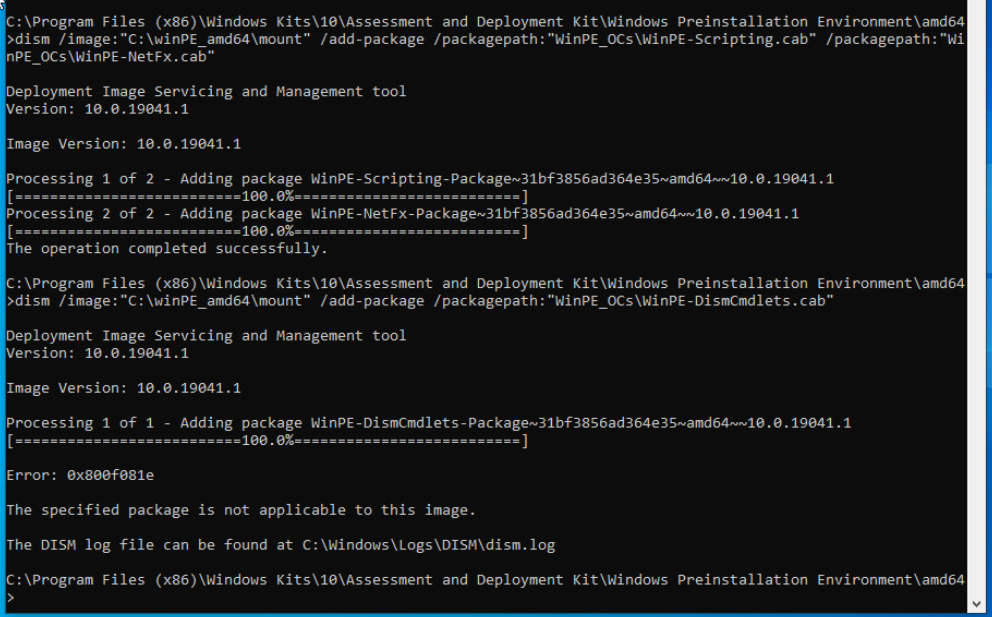 C:\Program Files (x86)\Windows Kits\10\Assessment and Deployment Kit\Windows Preinstallation Environment\amd64
>dism /image:"C:\winPE_amd64\mount" /add-package /packagepath:"WinPE_OCs\WinPE-Scripting.cab" /packagepath:"Wi
nPE_OCs\WinPE-NetFx.cab"
Deployment Image Servicing and Management tool
Version: 10.0.19041.1
Image Version: 10.0.19041.1
Processing 1 of 2 - Adding package WinPE-Scripting-Package~31bf3856ad364e35~amd64~~10.0.19041.1
[==========================100.0%==========================]
Processing 2 of 2 - Adding package WinPE-NetFx-Package~31bf3856ad364e35~amd64~~10.0.19041.1
[==========================100.0%==========================]
The operation completed successfully.
C:\Program Files (x86)\Windows Kits\10\Assessment and Deployment Kit\Windows Preinstallation Environment\amd64
>dism /image:"C:\winPE_amd64\mount" /add-package /packagepath:"WinPE_OCs\WinPE-DismCmdlets.cab"
Deployment Image Servicing and Management tool
Version: 10.0.19041.1
Image Version: 10.0.19041.1
Processing 1 of 1 - Adding package WinPE-DismCmdlets-Package~31bf3856ad364e35~amd64~~10.0.19041.1
[==========================100.0%==========================]
Error: 0x800f081e
The specified package is not applicable to this image.
The DISM log file can be found at C:\Windows\Logs\DISM\dism.log
C:\Program Files (x86)\Windows Kits\10\Assessment and Deployment Kit\Windows Preinstallation Environment\amd64
>